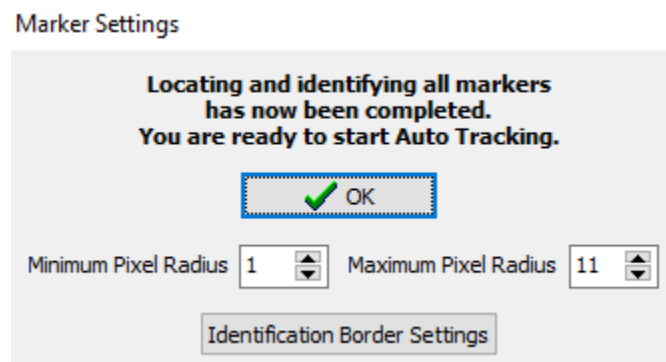 Marker Settings
Locating and identifying all markers
has now been completed.
You are ready to start Auto Tracking.
OK
Minimum Pixel Radius 1 Maximum Pixel Radius 11
Identification Border Settings